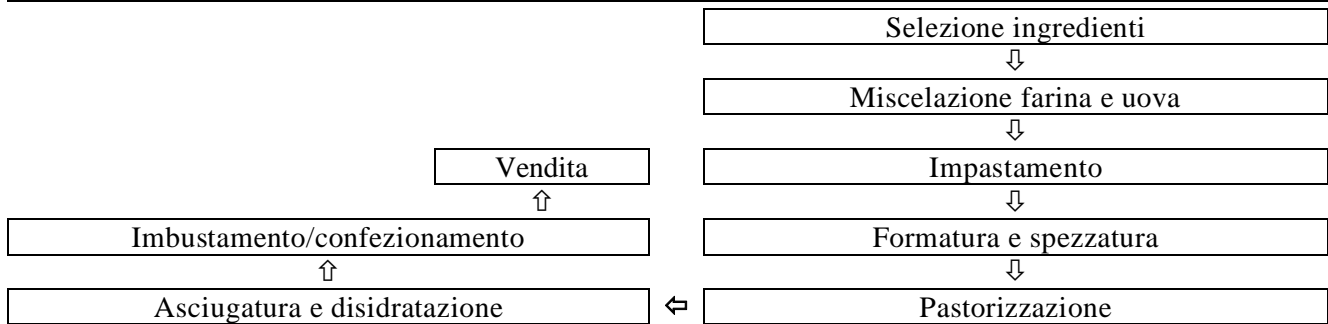 Selezione ingredienti
⇩
Miscelazione farina e uova
⇩
Vendita Impastamento
⇧ ⇩
Imbustamento/confezionamento Formatura e spezzatura
⇧ ⇩
Asciugatura e disidratazione ⇦ Pastorizzazione